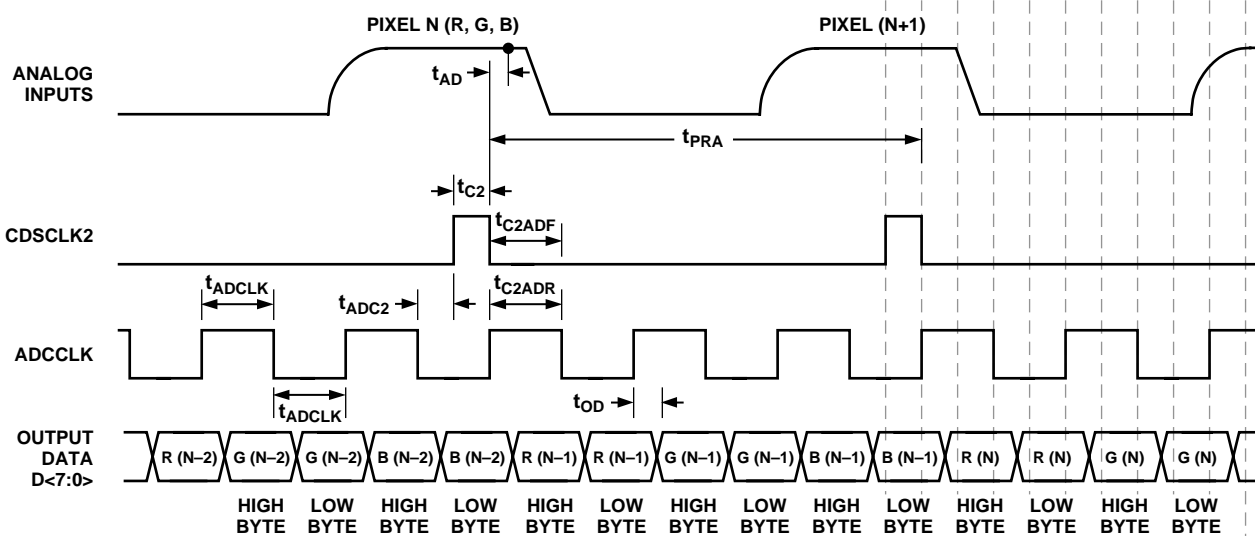 PIXEL N (R, G, B)
PIXEL (N+1)
ANALOG
INPUTS
tAD
tPRA
tC2
CDSCLK2
tC2ADF
tADCLK
tADC2
tC2ADR
ADCCLK
tADCLK
tOD
OUTPUT
DATA
D<7:0>
R (N–2) G (N–2) G (N–2) B (N–2) B (N–2) R (N–1) R (N–1) G (N–1) G (N–1) B (N–1) B (N–1) R (N) R (N) G (N) G (N)
HIGH LOW HIGH LOW HIGH LOW HIGH LOW HIGH LOW HIGH LOW HIGH LOW
BYTE BYTE BYTE BYTE BYTE BYTE BYTE BYTE BYTE BYTE BYTE BYTE BYTE BYTE